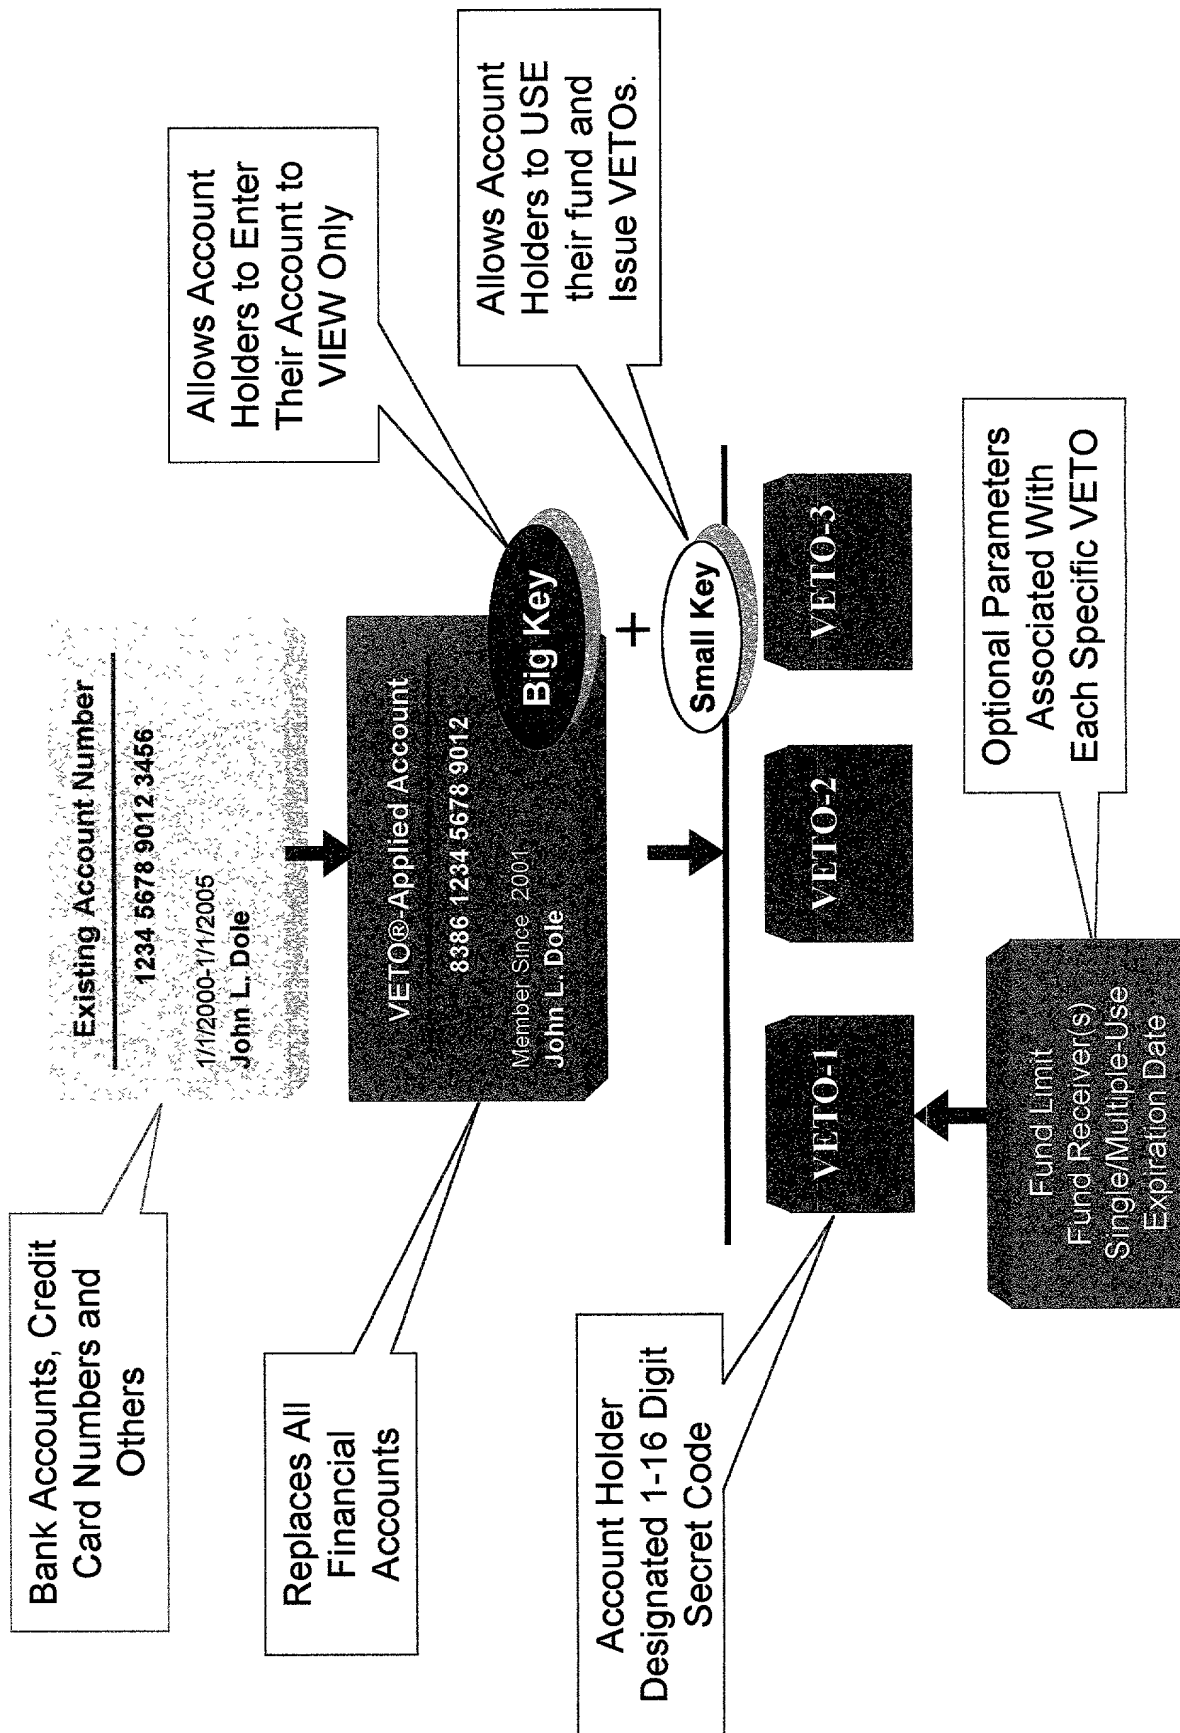 Bank Accounts, Credit
Card Numbers and
Others
Existing Account Number
1234 5678 9012 3456
1/1/2000-1/1/2005
John L. Dole
Allows Account
Holders to Enter
Their Account to
VIEW Only
Replaces All
Financial
Accounts
VETO®-Applied Account
8386 1234 5678 9012
Member Since 2001
John L. Dole
Big Key
+
Small Key
Allows Account
Holders to USE
their fund and
Issue VETOs.
Account Holder
Designated 1-16 Digit
Secret Code
VETO-1
VETO-2
VETO-3
Fund Limit
Fund Receiver(s)
Single/Multiple-Use
Expiration Date
Optional Parameters
Associated With
Each Specific VETO